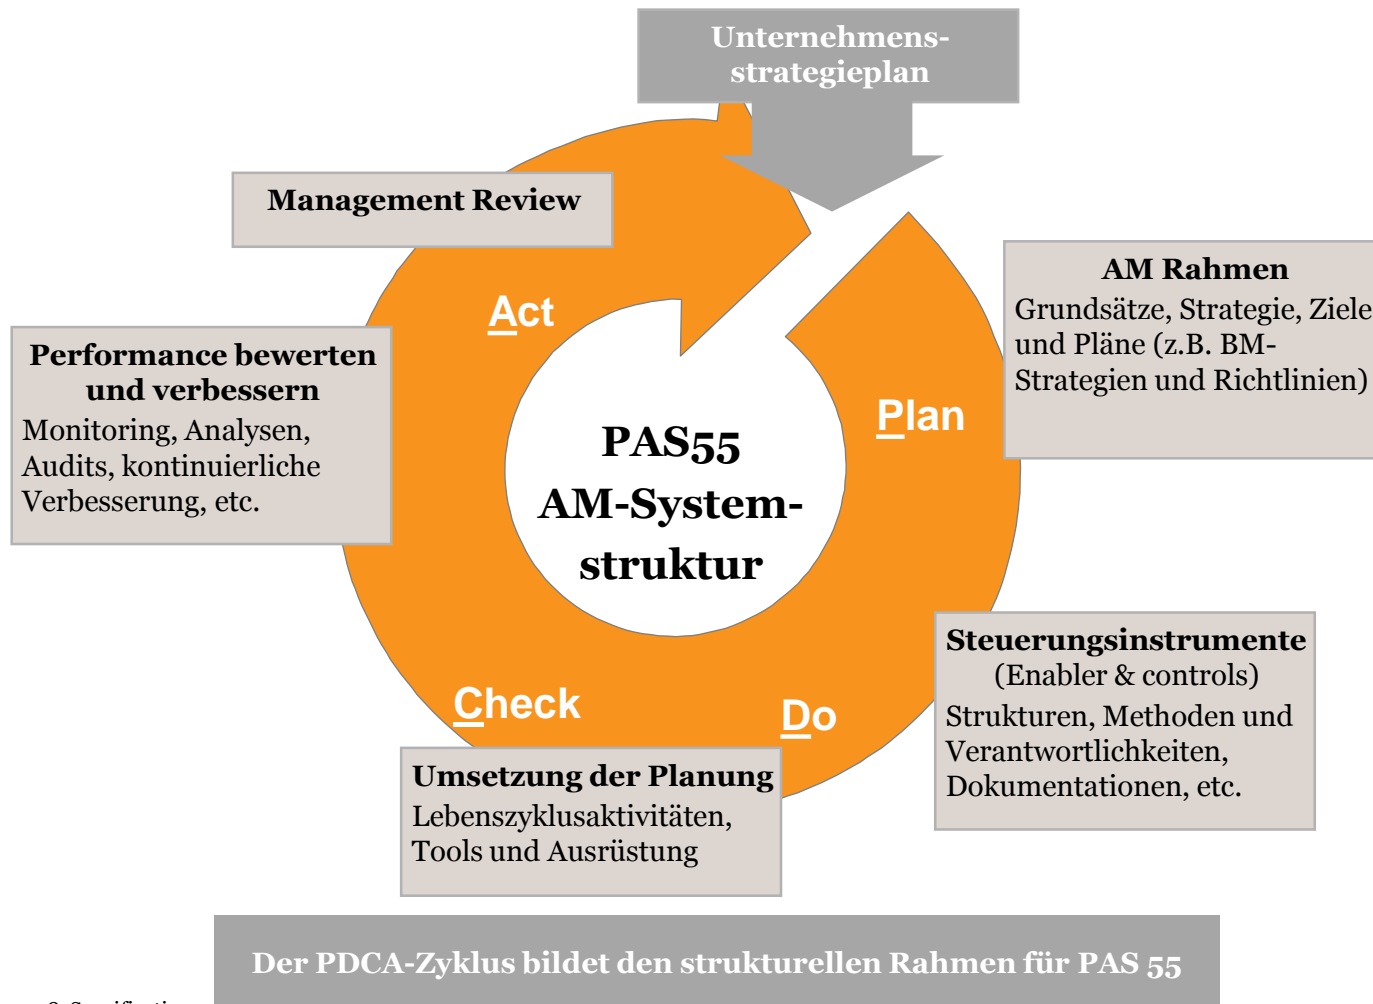 Unternehmens-
strategieplan
Management Review
Act
AM Rahmen
Grundsätze, Strategie, Ziele
und Pläne (z.B. BM-
Strategien und Richtlinien)
Performance bewerten
und verbessern
Monitoring, Analysen,
Audits, kontinuierliche
Verbesserung, etc.
Plan
PAS55
AM-System-
struktur
Steuerungsinstrumente
(Enabler & controls)
Strukturen, Methoden und
Verantwortlichkeiten,
Dokumentationen, etc.
Check
Do
Umsetzung der Planung
Lebenszyklusaktivitäten,
Tools und Ausrüstung
Der PDCA-Zyklus bildet den strukturellen Rahmen für PAS 55